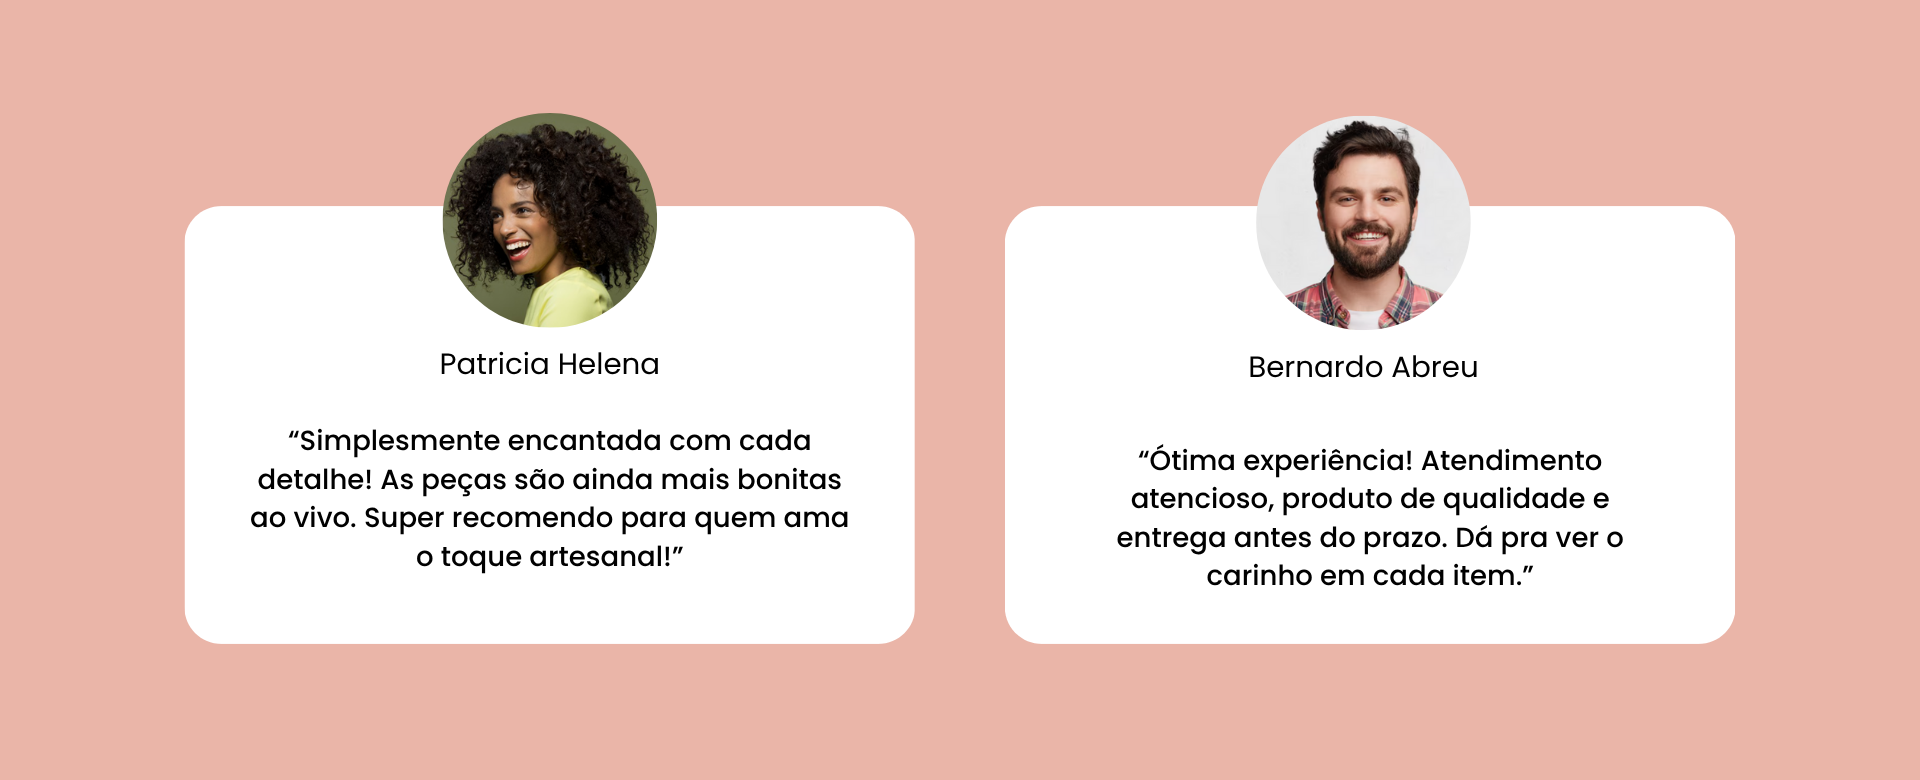 Patricia Helena
“Simplesmente encantada com cada
detalhe! As peças são ainda mais bonitas
ao vivo. Super recomendo para quem ama
o toque artesanal!”
Bernardo Abreu
“Ótima experiência! Atendimento
atencioso, produto de qualidade e
entrega antes do prazo. Dá pra ver o
carinho em cada item.”